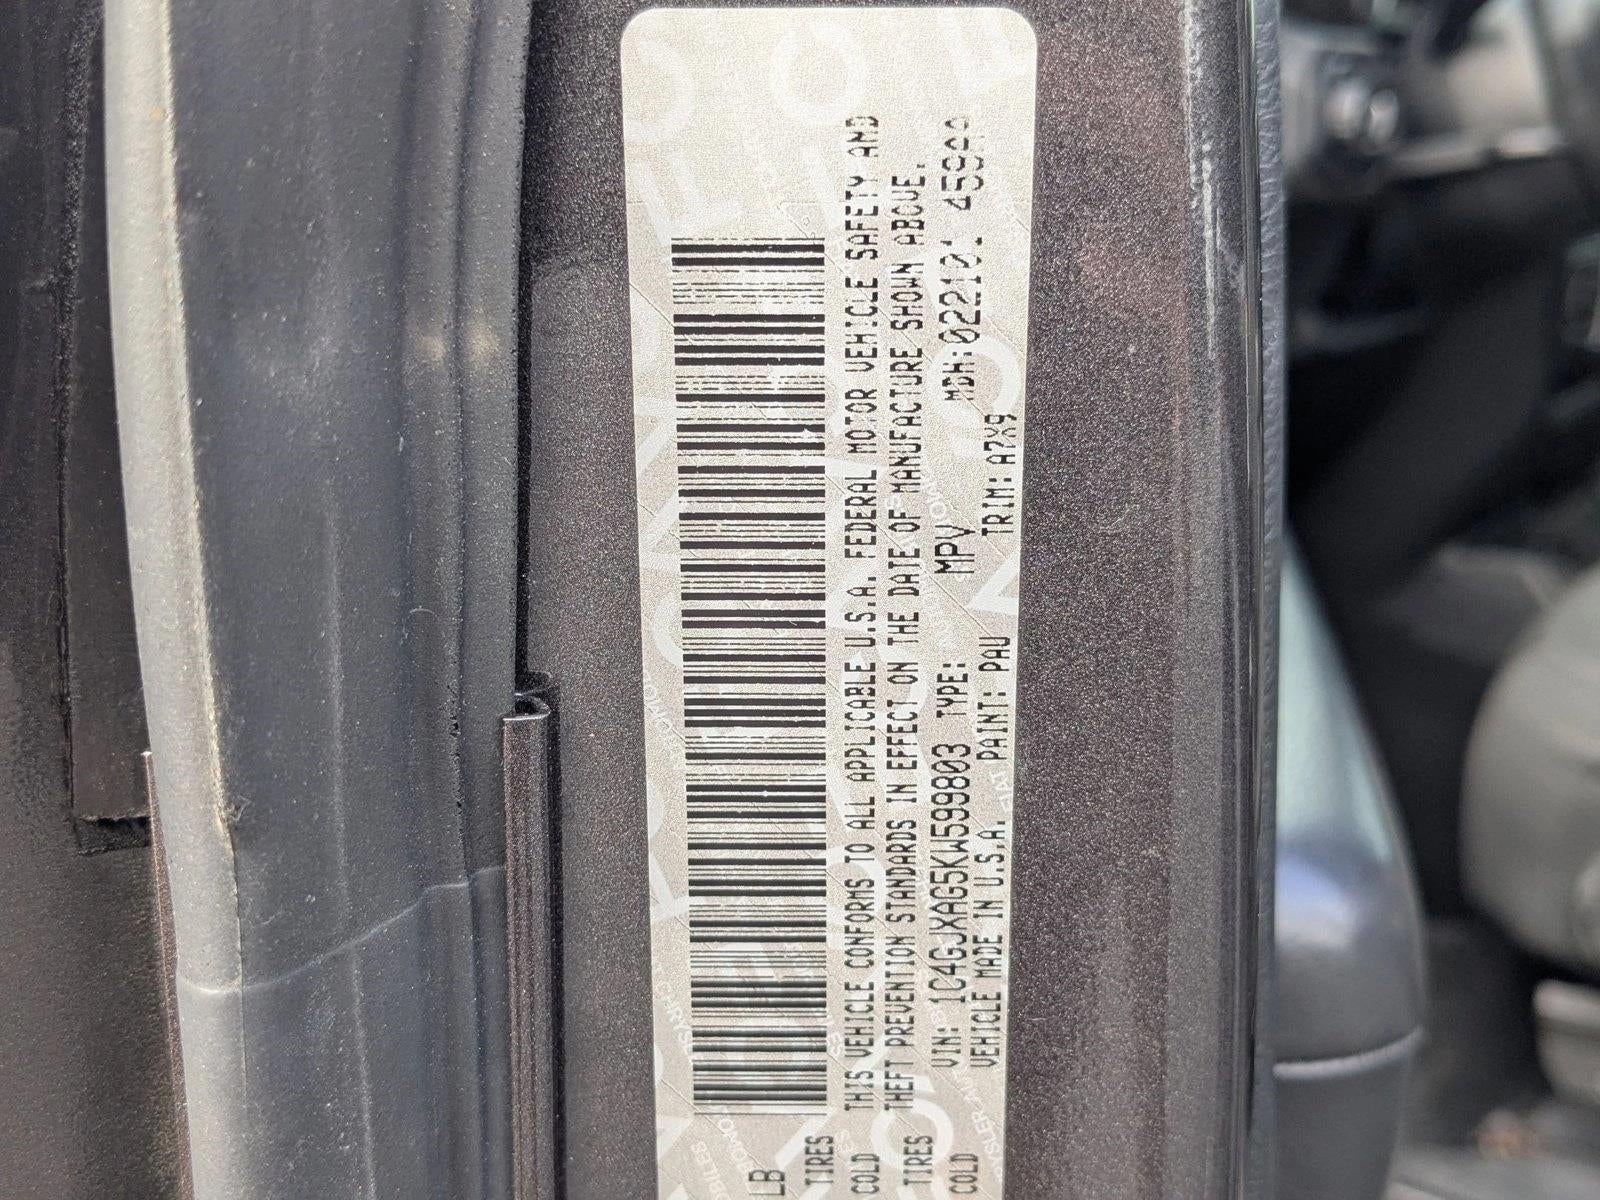 LB
TIRES
COLD
TIRES
COLD
THIS VEHICLE CONFORMS TO ALL APPLICABLE U.S.A. FEDERAL MOTOR VEHICLE SAFETY AND
THEFT PREVENTION STANDARDS IN EFFECT ON THE DATE OF MANUFACTURE SHOWN ABOVE.
VIN: 1C4GJXAG5KW599803 TYPE: MPV MDH:022101
VEHICLE MADE IN U.S.A. PAINT: PAU TRIM: A7X9